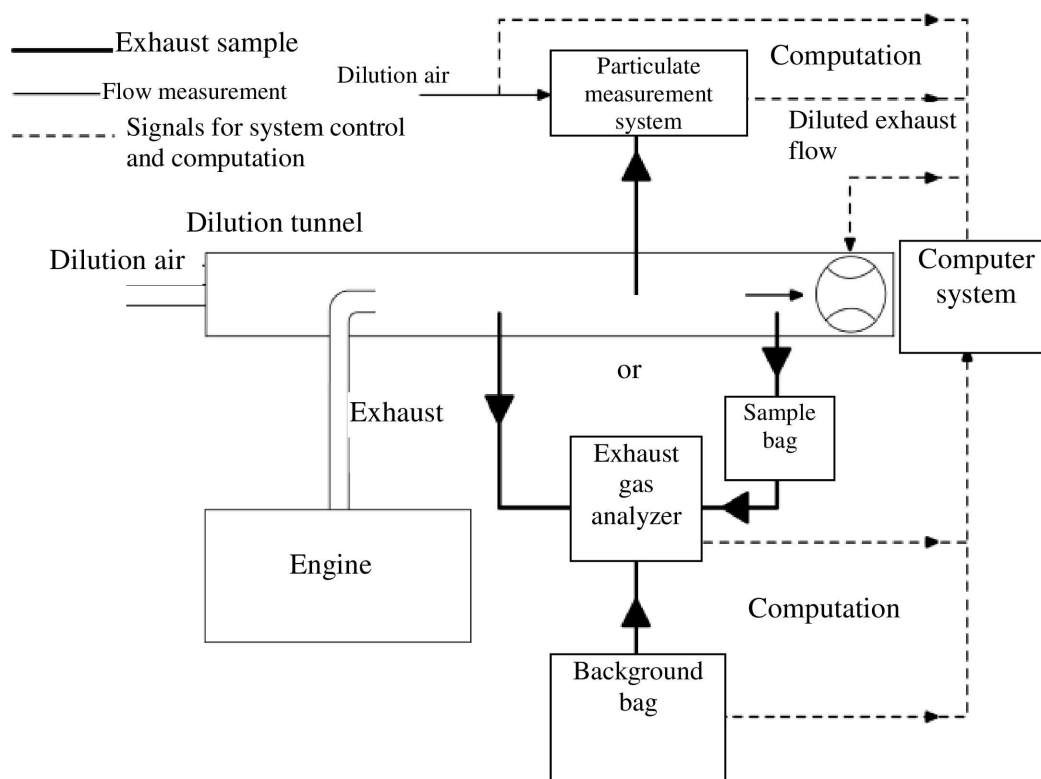 Exhaust sample
Flow measurement
Signals for system control
and computation
Dilution air
Particulate
measurement
system
Computation
Diluted exhaust
flow
Dilution tunnel
Dilution air
Computer
system
or
Exhaust
Sample
bag
Exhaust
gas
analyzer
Engine
Computation
Background
bag